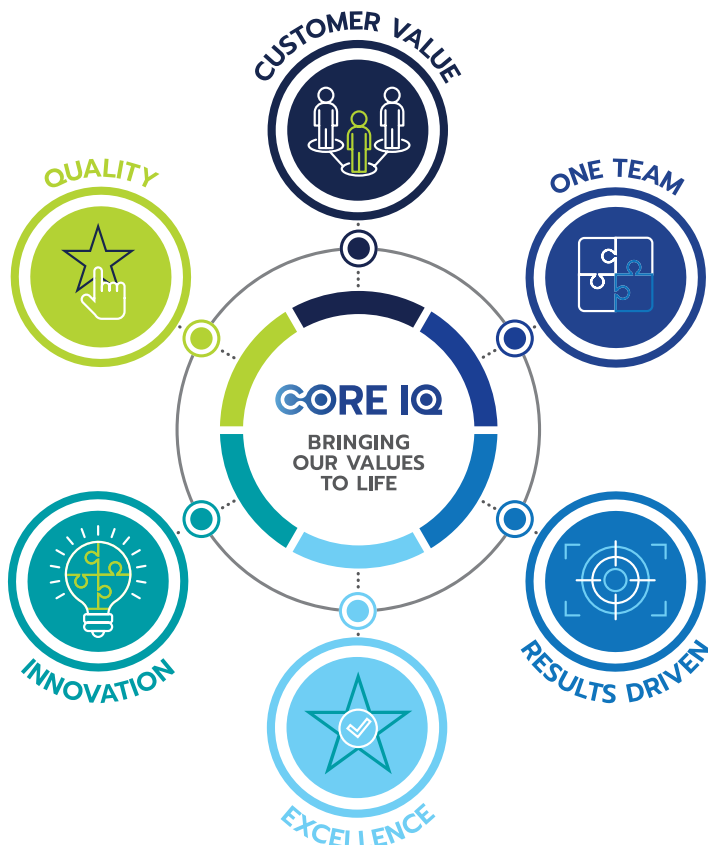 CUSTOMER VALUE
QUALITY
ONE TEAM
CORE IQ
BRINGING
OUR VALUES
TO LIFE
INNOVATION
RESULTS DRIVEN
EXCELLENCE